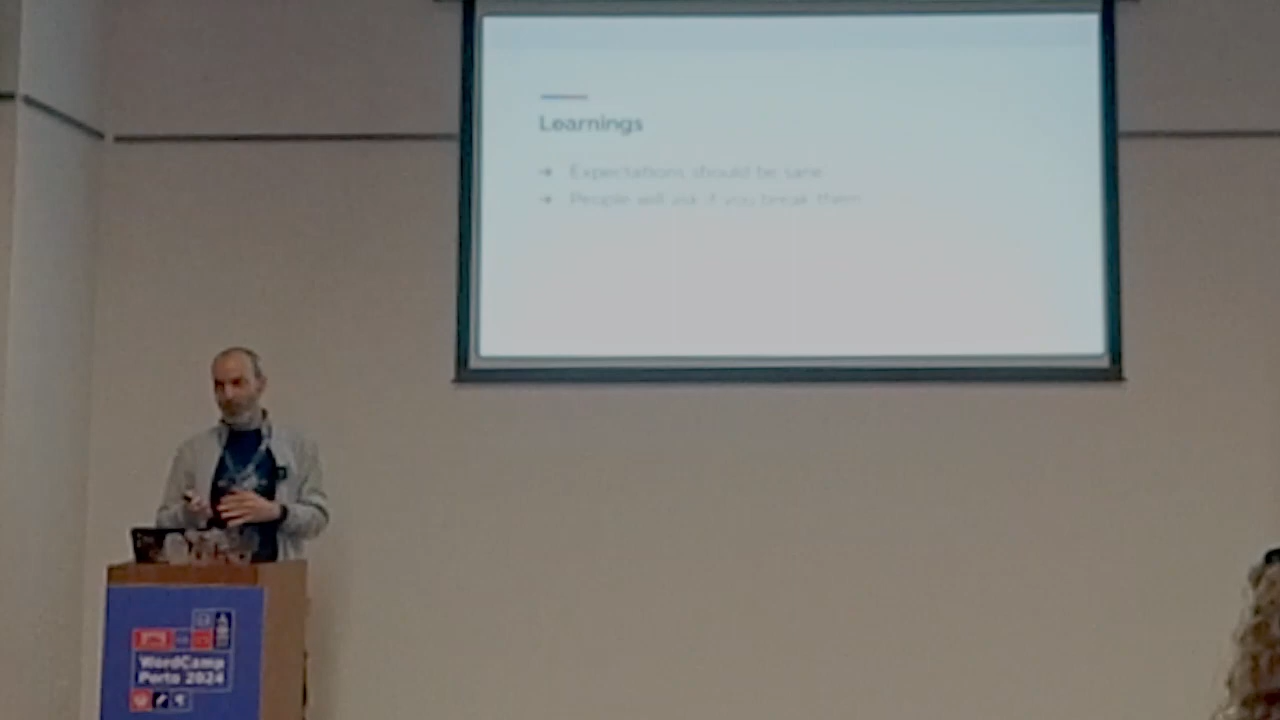 Learnings
➔ Expectations should be sane
➔ People will ask if you break them
WordCamp
Porto 2024